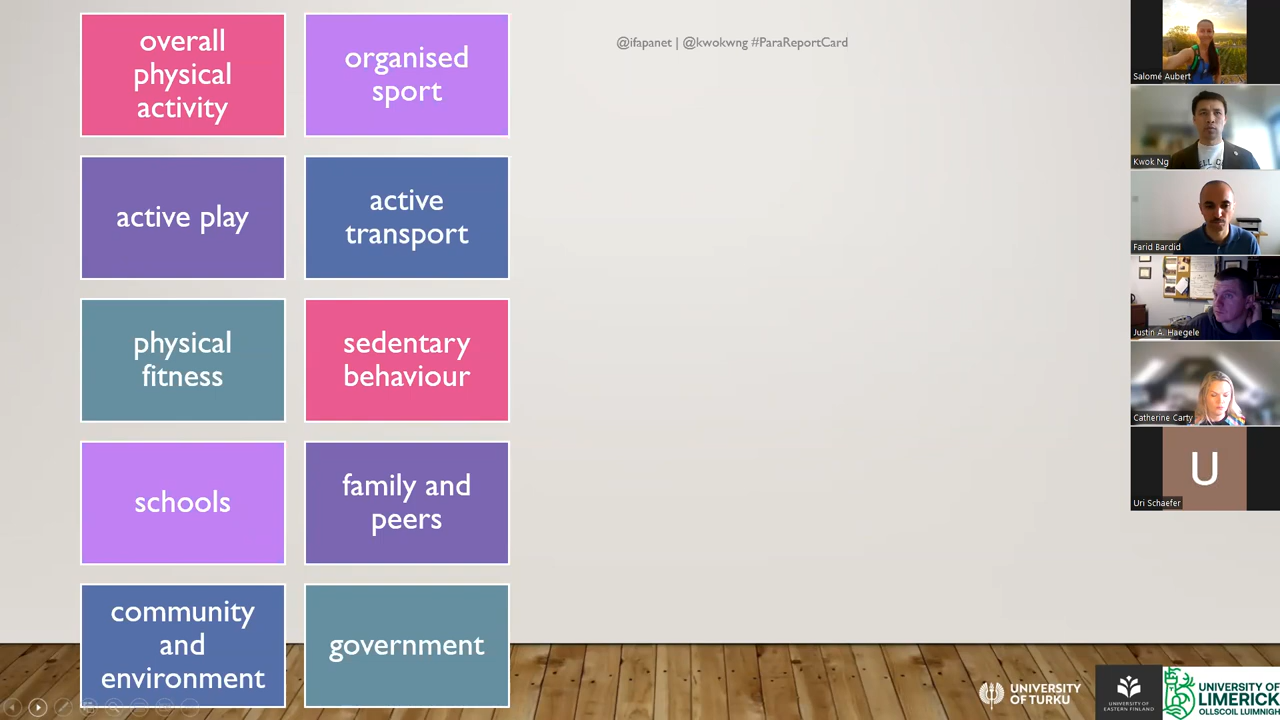 overall
physical
activity
organised
sport
@ifapanet | @kwokwng #ParaReportCard
active play
active
transport
physical
fitness
sedentary
behaviour
schools
family and
peers
community
and
environment
government
Salomé Aubert
Kwok Ng
Farid Bardid
Justin A. Haegele
Catherine Carty
U
Uri Schaefer
UNIVERSITY
OF TURKU
UNIVERSITY OF
EASTERN FINLAND
UNIVERSITY OF
LIMERICK
OLLSCOIL LUIMNIGH